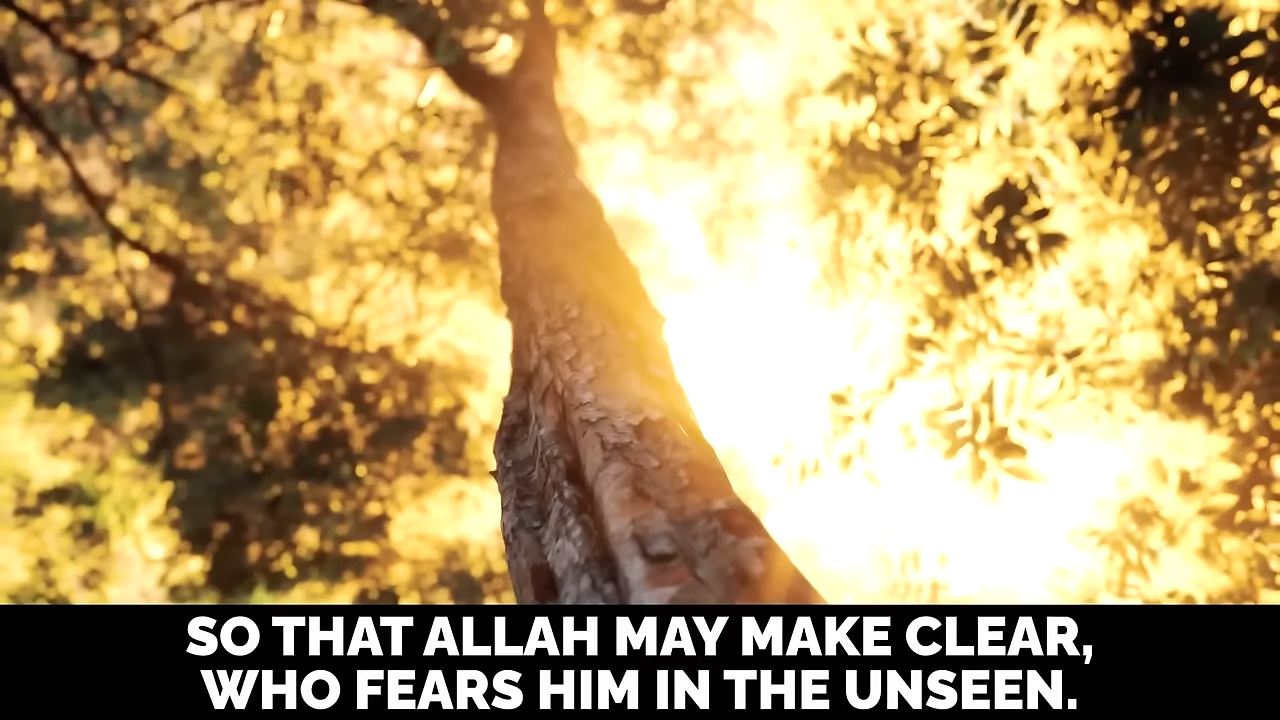 SO THAT ALLAH MAY MAKE CLEAR,
WHO FEARS HIM IN THE UNSEEN.